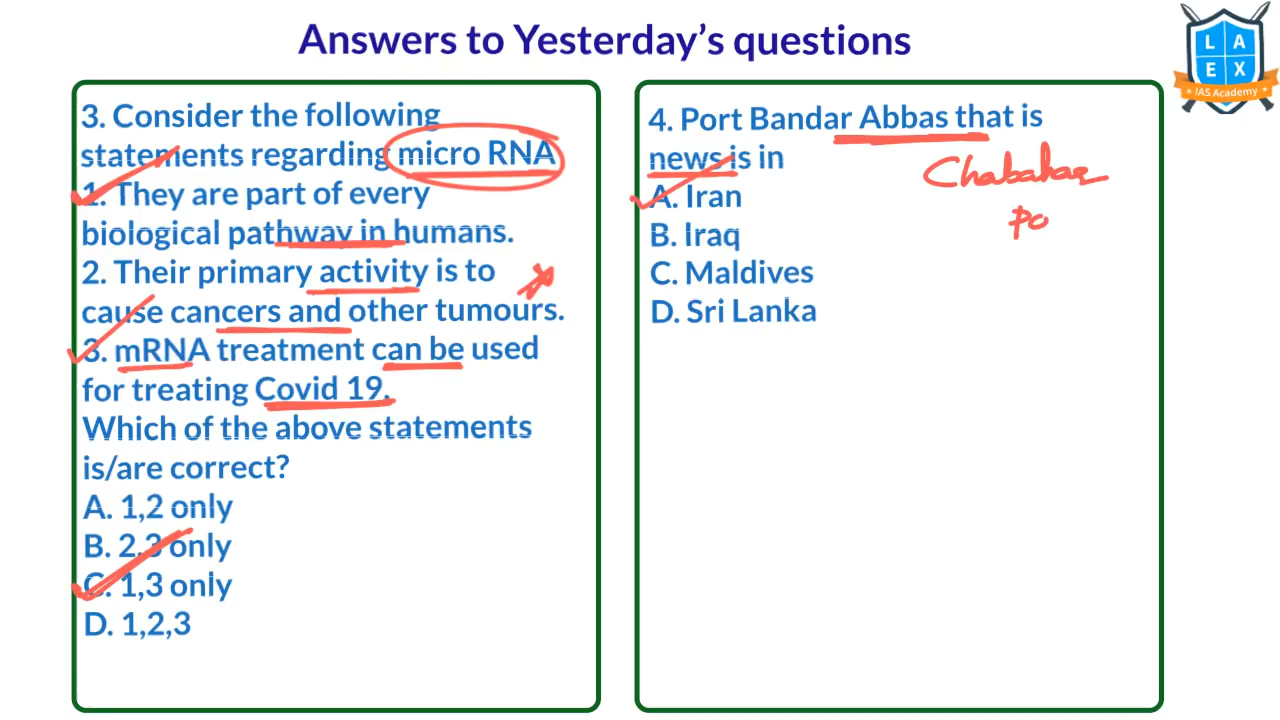 Answers to Yesterday's questions
LA
EX
IAS Academy
3. Consider the following
statements regarding micro RNA
1. They are part of every
biological pathway in humans.
2. Their primary activity is to
cause cancers and other tumours.
3. mRNA treatment can be used
for treating Covid 19.
Which of the above statements
is/are correct?
A. 1,2 only
B. 2,3 only
C. 1,3 only
D. 1,2,3
4. Port Bandar Abbas that is
news is in
A. Iran
B. Iraq
C. Maldives
D. Sri Lanka
Chabahar
po